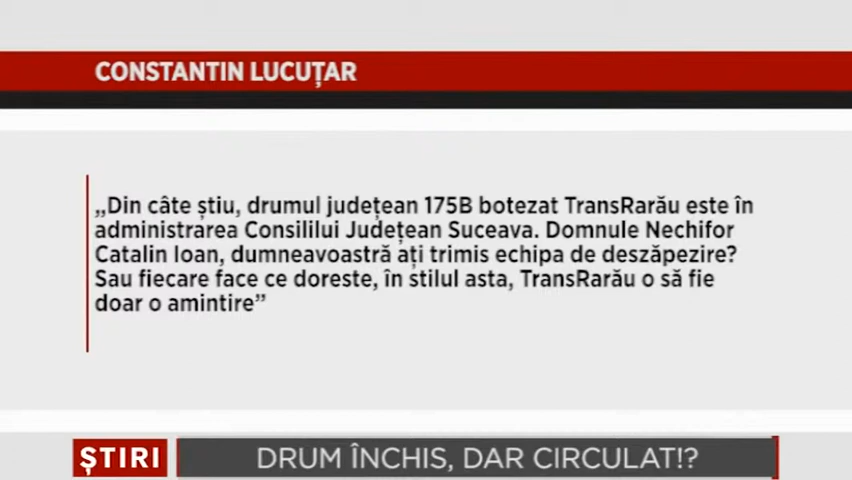 CONSTANTIN LUCUȚAR
„Din câte știu, drumul județean 175B botezat TransRarău este în
administrarea Consililui Județean Suceava. Domnule Nechifor
Catalin Ioan, dumneavoastră ați trimis echipa de deszăpezire?
Sau fiecare face ce doreste, în stilul asta, TransRarău o să fie
doar o amintire”
ȘTIRI
DRUM ÎNCHIS, DAR CIRCULAT!?